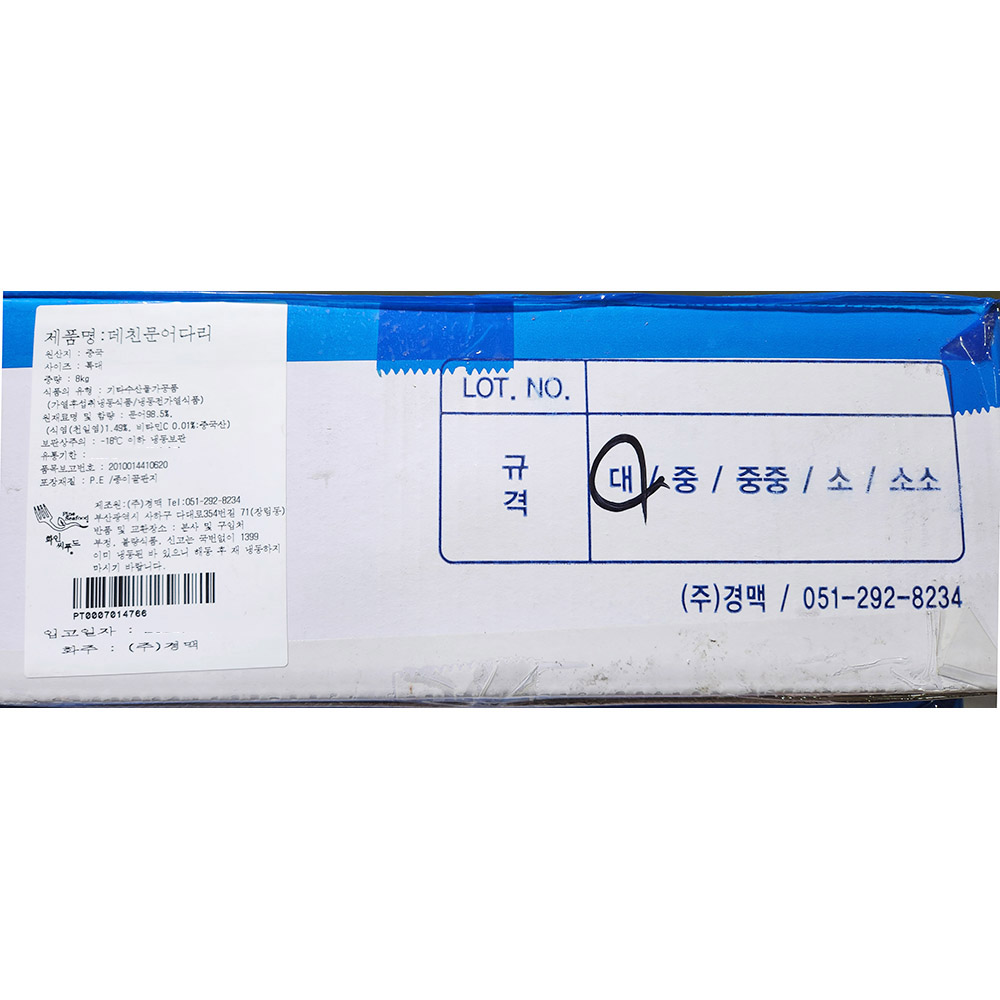 제품명:데친문어다리
원산지 : 중국
사이즈 : 특대
중량 : 8kg
식품의 유형 : 기타수산물가공품
(가열후섭취냉동식품/냉동전가열식품)
원재료명 및 함량 : 문어98.5%,
(식염(천일염)1.49%, 비타민C 0.01%:중국산)
보관상주의 : -18℃ 이하 냉동보관
유통기한 :
품목보고번호 : 2010014410620
포장재질 : P.E /종이골판지
제조원:(주)경맥 Tel:051-292-8234
부산광역시 사하구 다대로354번길 71(장림동)
반품 및 교환장소 : 본사 및 구입처
부정, 불량식품, 신고는 국번없이 1399
이미 냉동된 바 있으니 해동 후 재 냉동하지
마시기 바랍니다.
Fine Seafood
화인씨푸드
PT0007014766
입고일자 :
화주 : (주)경맥
LOT. NO.
규격
대 / 중 / 중중 / 소 / 소소
(주)경맥 / 051-292-8234